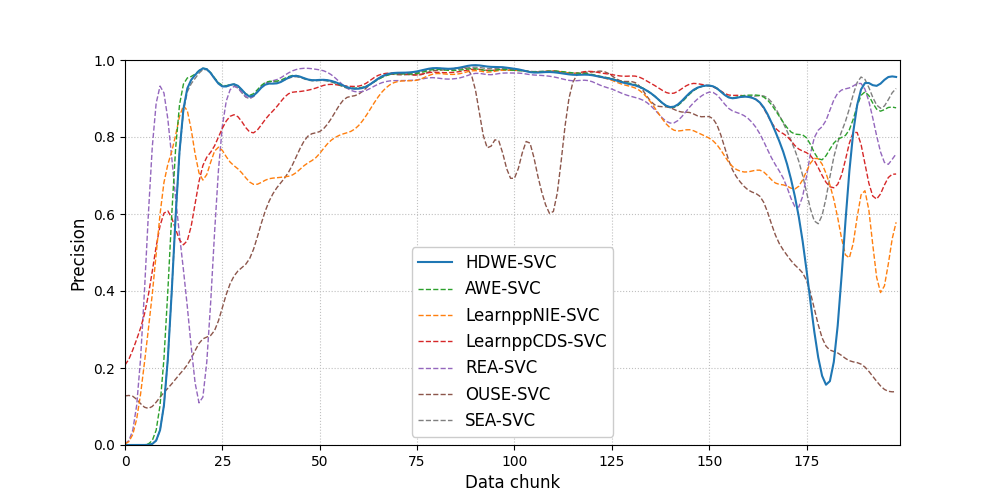 1.0
0.8
0.6
0.4
0.2
0.0
Precision
HDWE-SVC
AWE-SVC
LearnppNIE-SVC
LearnppCDS-SVC
REA-SVC
OUSE-SVC
SEA-SVC
0 25 50 75 100 125 150 175
Data chunk